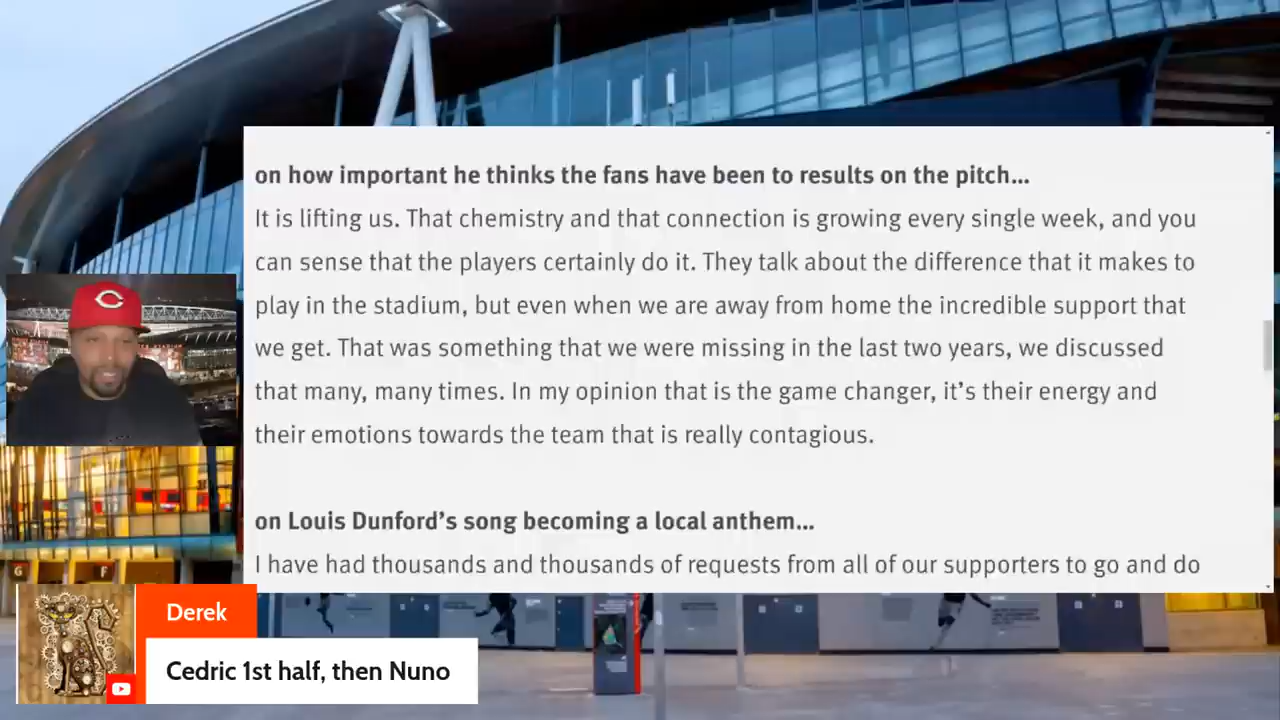 on how important he thinks the fans have been to results on the pitch...
It is lifting us. That chemistry and that connection is growing every single week, and you
can sense that the players certainly do it. They talk about the difference that it makes to
play in the stadium, but even when we are away from home the incredible support that
we get. That was something that we were missing in the last two years, we discussed
that many, many times. In my opinion that is the game changer, it's their energy and
their emotions towards the team that is really contagious.
on Louis Dunford's song becoming a local anthem...
I have had thousands and thousands of requests from all of our supporters to go and do
G
F
Derek
Cedric 1st half, then Nuno